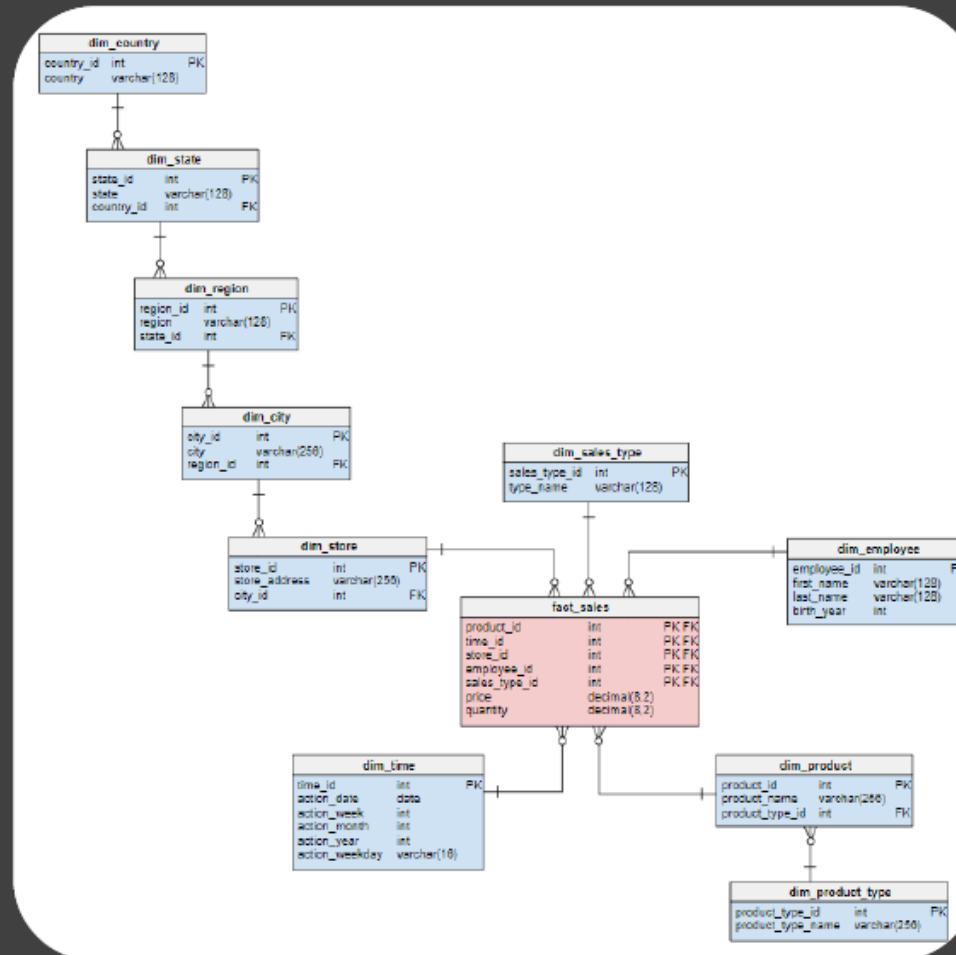 dim_country
country_id int PK
country varchar(128)
dim_state
state_id int PK
state varchar(128)
country_id int FK
dim_region
region_id int PK
region varchar(128)
state_id int FK
dim_city
city_id int PK
city varchar(256)
region_id int FK
dim_sales_type
sales_type_id int PK
type_name varchar(128)
dim_store
store_id int PK
store_address varchar(256)
city_id int FK
dim_employee
employee_id int
first_name varchar(128)
last_name varchar(128)
birth_year int
fact_sales
product_id int PK FK
time_id int PK FK
store_id int PK FK
employee_id int PK FK
sales_type_id int PK FK
price decimal(8,2)
quantity decimal(8,2)
dim_time
time_id int PK
action_date date
action_week int
action_month int
action_year int
action_weekday varchar(16)
dim_product
product_id int PK
product_name varchar(256)
product_type_id int FK
dim_product_type
product_type_id int PK
product_type_name varchar(256)